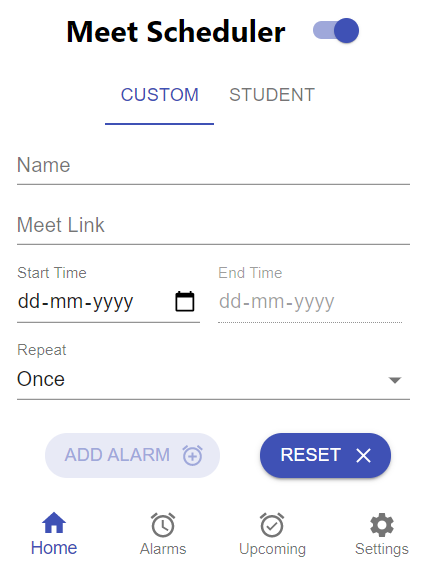 Meet Scheduler
CUSTOM STUDENT
Name
Meet Link
Start Time End Time
dd-mm-yyyy dd-mm-yyyy
Repeat
Once
ADD ALARM RESET
Home Alarms Upcoming Settings